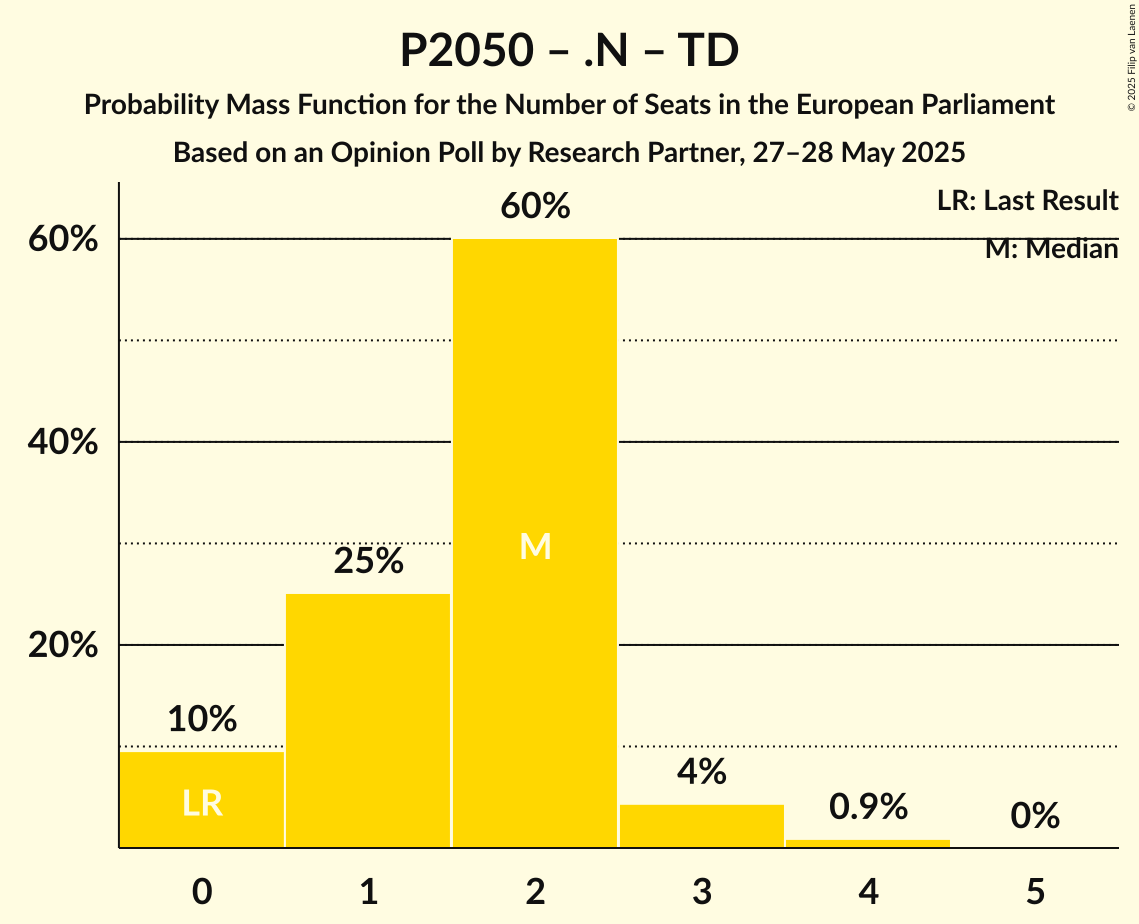 P2050 – .N – TD
Probability Mass Function for the Number of Seats in the European Parliament
Based on an Opinion Poll by Research Partner, 27–28 May 2025
© 2025 Filip van Laenen
LR: Last Result
M: Median
60%
40%
20%
10%
25%
60%
4%
0.9%
0%
LR
M
0 1 2 3 4 5